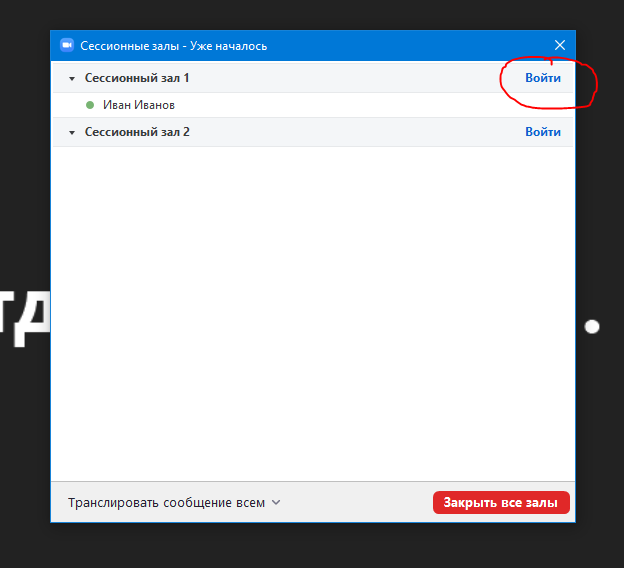 Сессионные залы - Уже началось
Сессионный зал 1 Войти
Иван Иванов
Сессионный зал 2 Войти
Транслировать сообщение всем Закрыть все залы